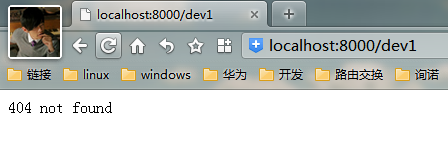 localhost:8000/dev1
localhost:8000/dev1
链接 linux windows 华为 开发 路由交换 询诺
404 not found